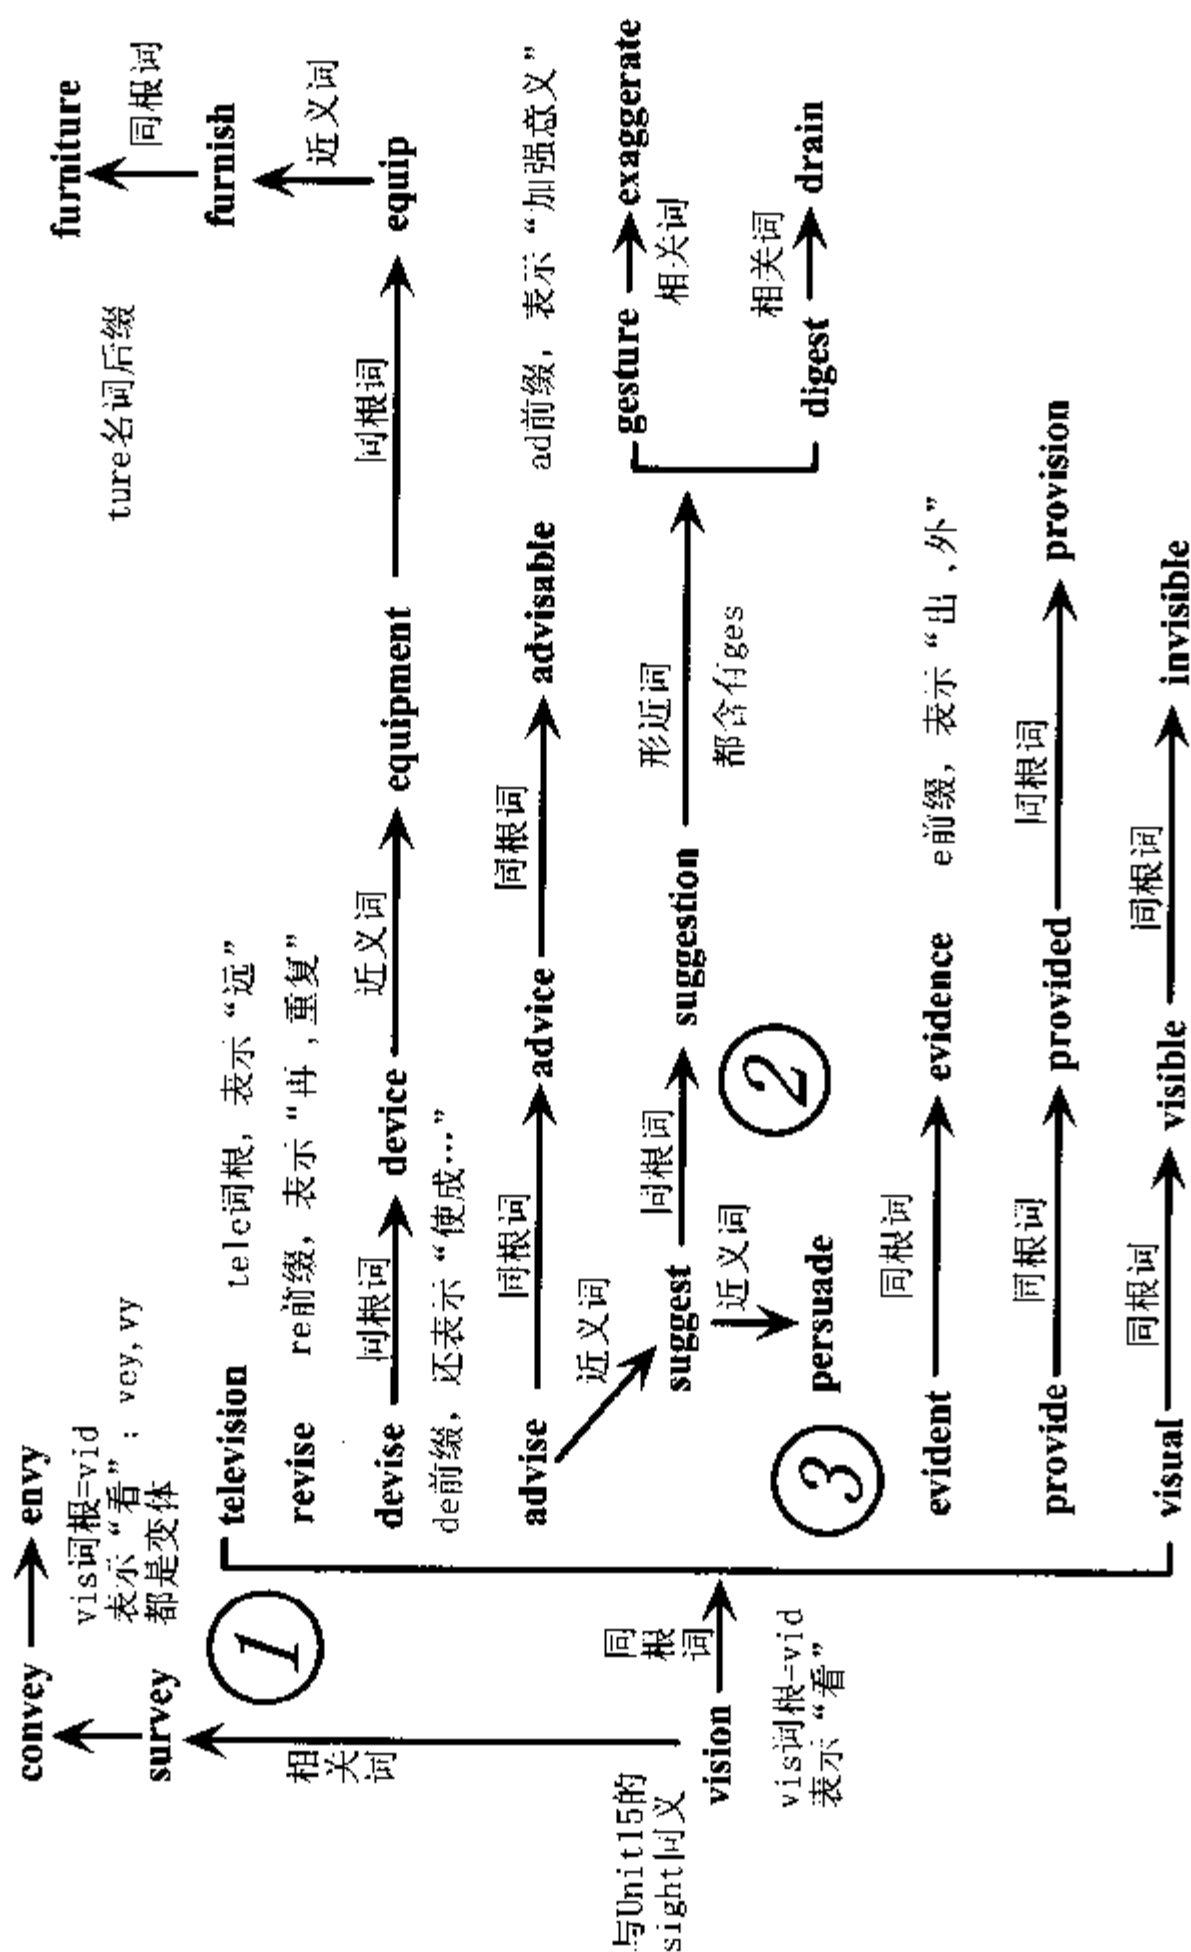 convey
envy
vis词根=vid
表示“看”
都是变体：vey,vy
survey
①
相关词
television
tele词根，表示“远”
revise
re前缀，表示“再，重复”
ture名词后缀
furniture
同根词
furnish
近义词
devise
同根词
device
近义词
equipment
同根词
equip
de前缀，还表示“使成…”
advise
同根词
advice
同根词
advisable
ad前缀，表示“加强意义”
近义词
suggest
同根词
suggestion
形近词
都含有ges
gesture
相关词
exaggerate
digest
相关词
drain
②
近义词
persuade
③
与Unit15的
sight同义
vision
同根词
vis词根=vid
表示“看”
evident
同根词
evidence
e前缀，表示“出,外”
provide
同根词
provided
同根词
provision
visual
同根词
visible
同根词
invisible